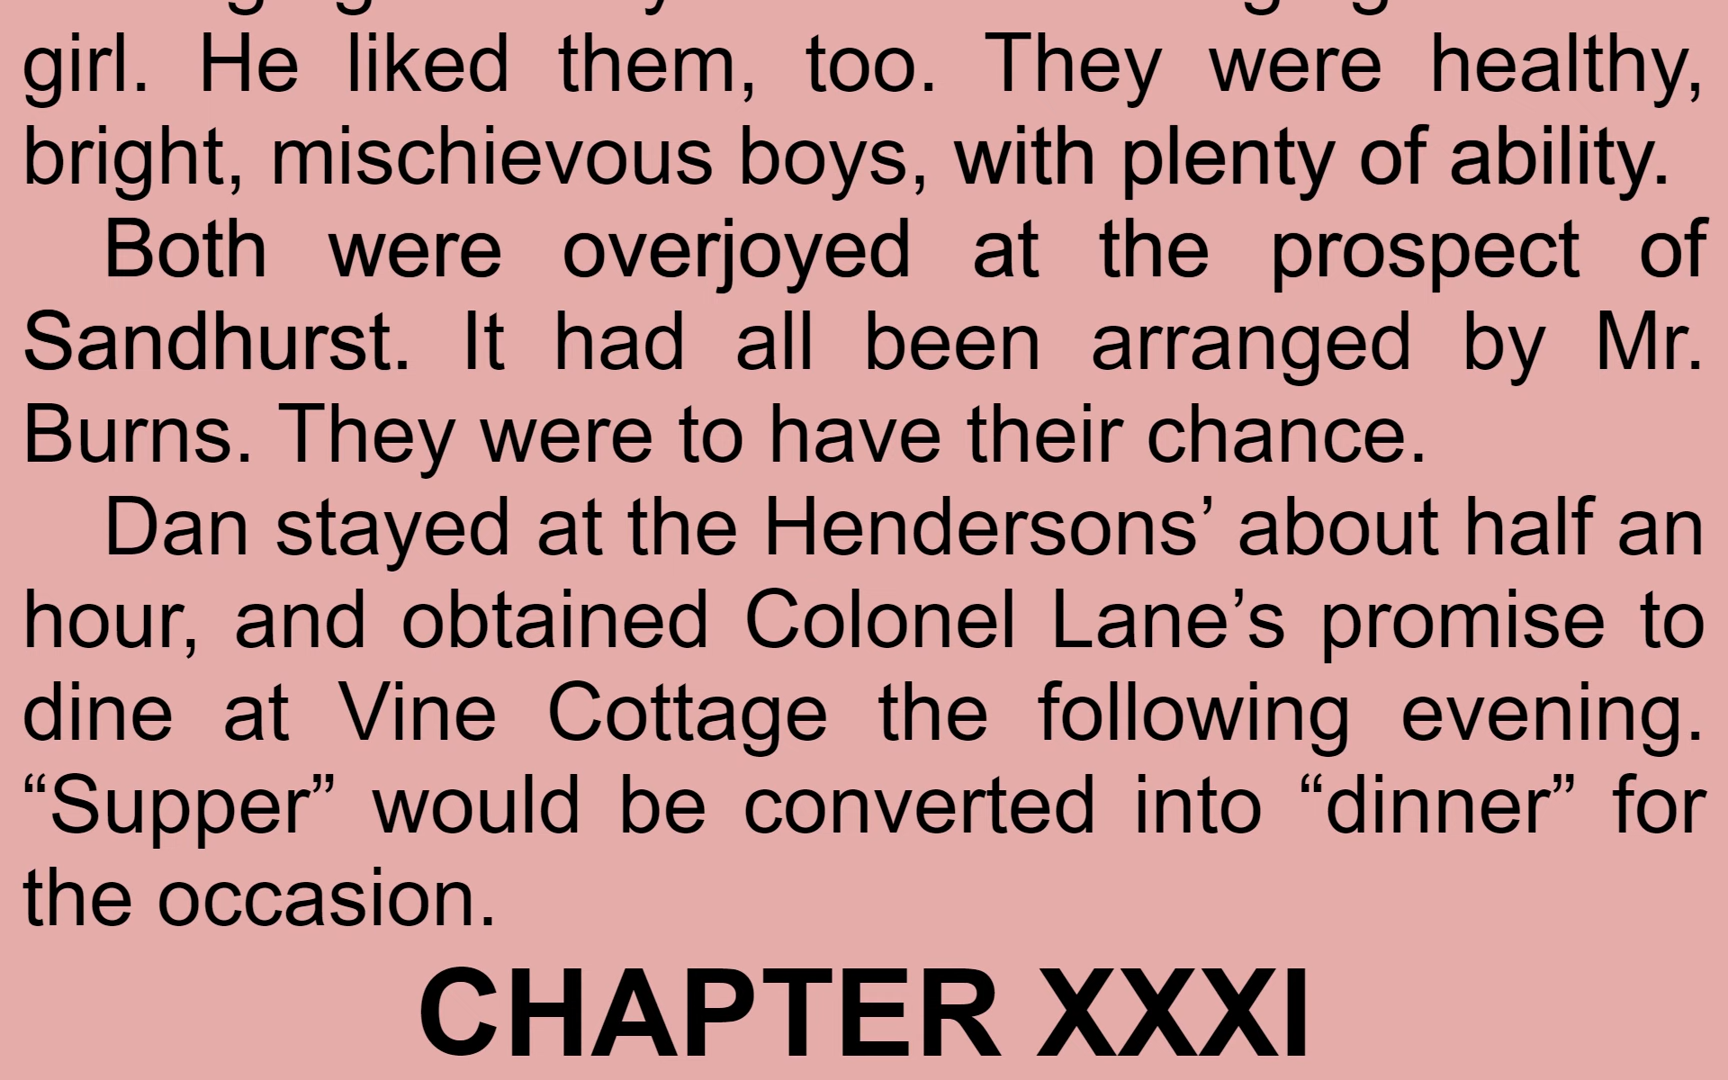 girl. He liked them, too. They were healthy,
bright, mischievous boys, with plenty of ability.
Both were overjoyed at the prospect of
Sandhurst. It had all been arranged by Mr.
Burns. They were to have their chance.
Dan stayed at the Hendersons’ about half an
hour, and obtained Colonel Lane’s promise to
dine at Vine Cottage the following evening.
“Supper” would be converted into “dinner” for
the occasion.
CHAPTER XXXI